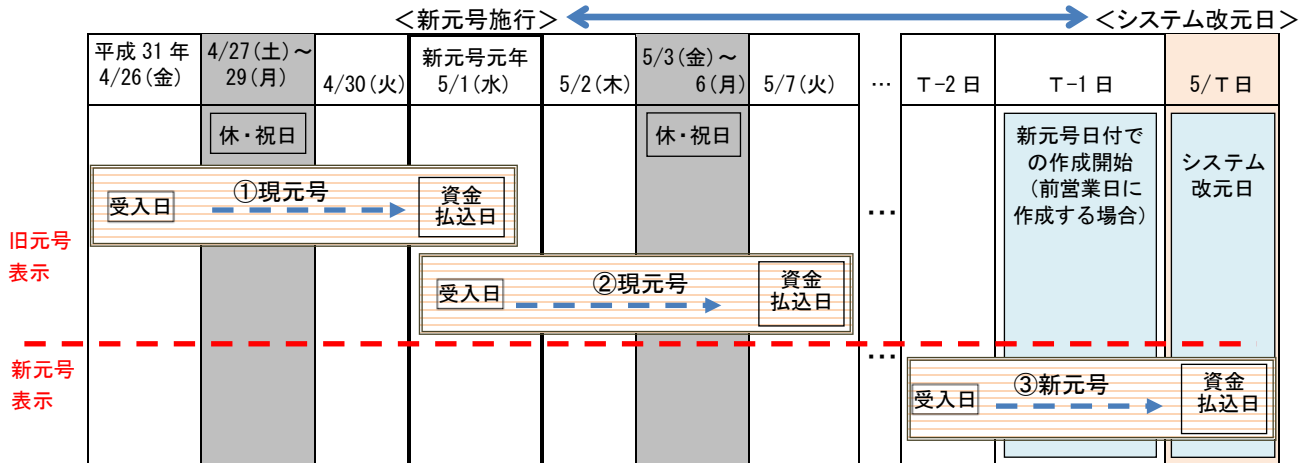 ＜新元号施行＞
＜システム改元日＞
平成 31 年
4/26(金)
4/27(土)～
29(月)
4/30(火)
新元号元年
5/1(水)
5/2(木)
5/3(金)～
6(月)
5/7(火)
…
T-2 日
T-1 日
5/T日
休・祝日
休・祝日
新元号日付で
の作成開始
（前営業日に
作成する場合）
システム
改元日
受入日
①現元号
資金
払込日
…
旧元号
表示
受入日
②現元号
資金
払込日
…
新元号
表示
受入日
③新元号
資金
払込日